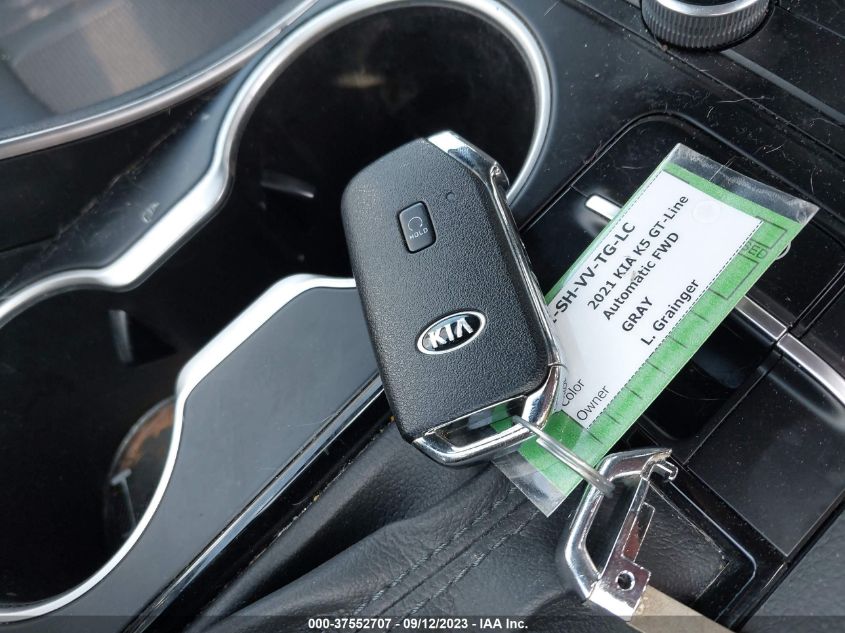 HOLD
KIA
-SH-VV-TG-LC
2021 KIA K5 GT-Line
Automatic FWD
GRAY
L. Grainger
Color
Owner
000-37552707 - 09/12/2023 - IAA Inc.